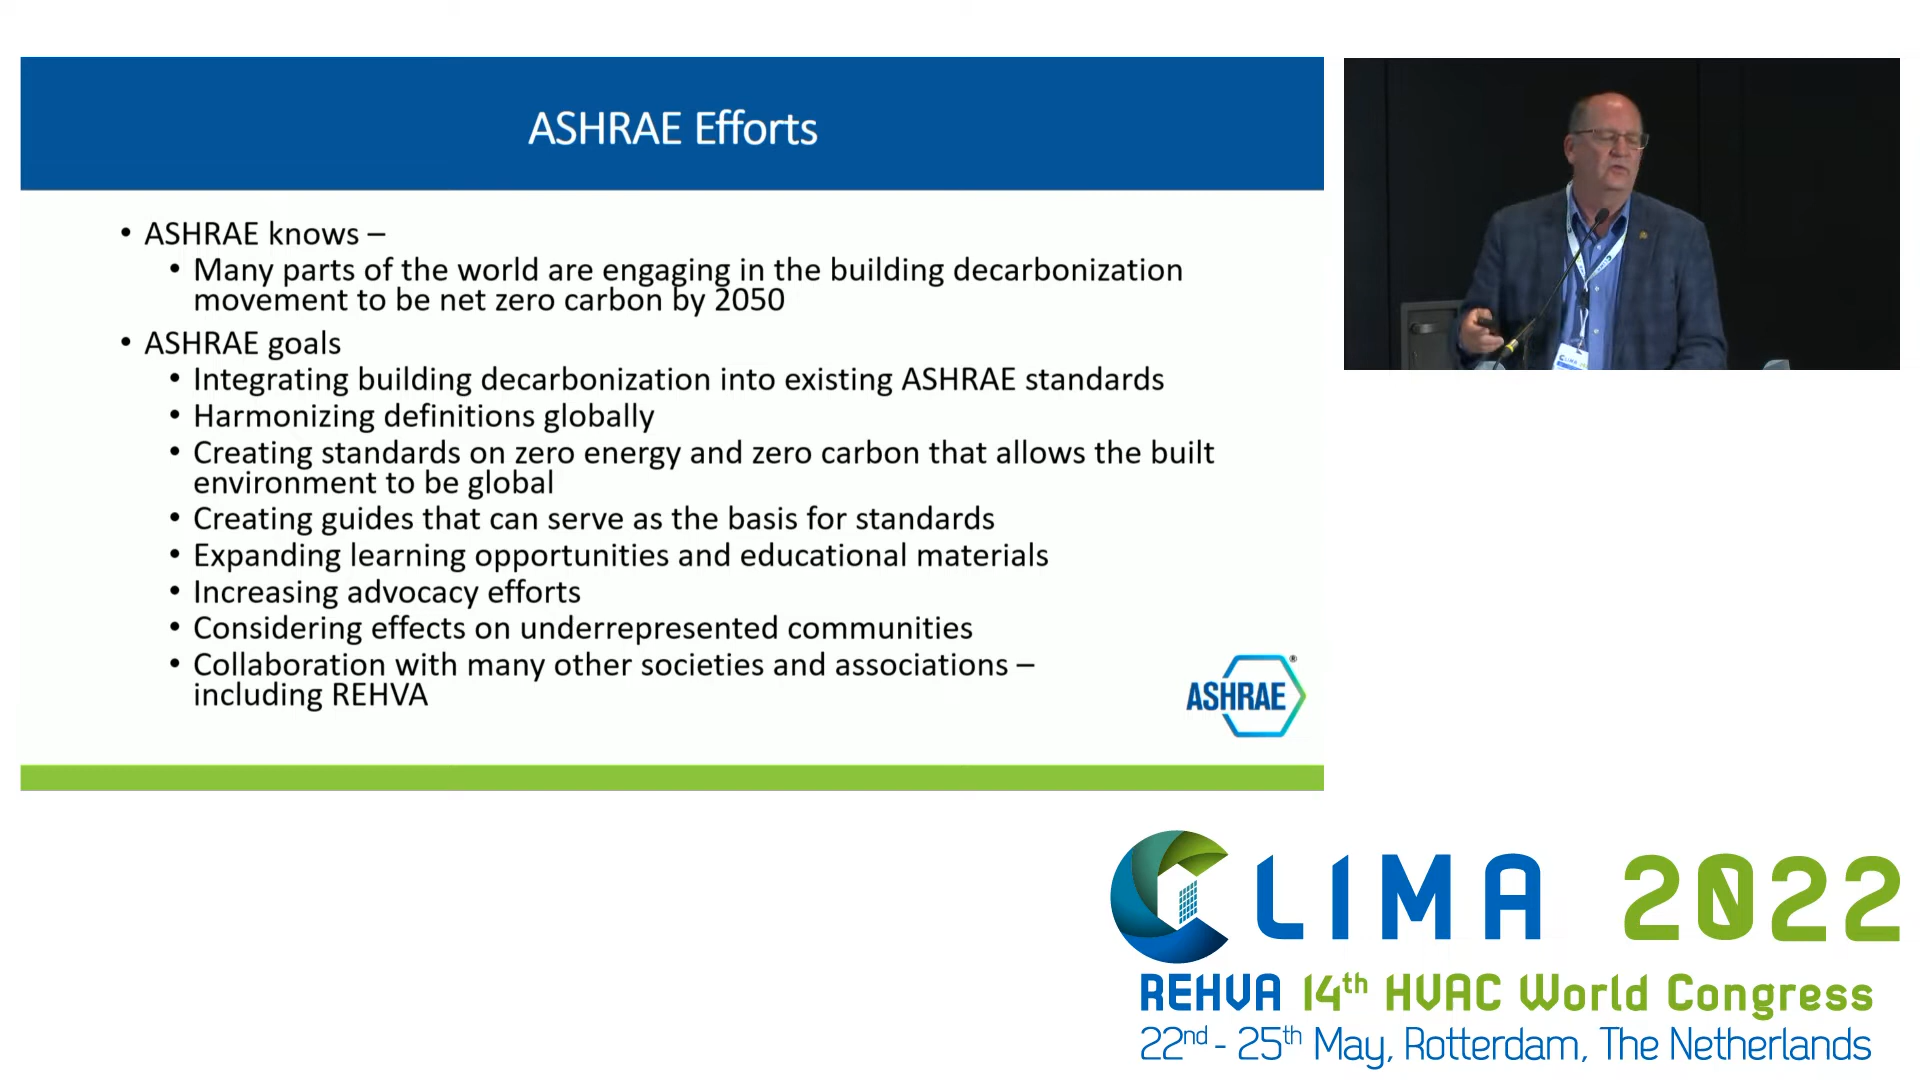 ASHRAE Efforts
• ASHRAE knows –
• Many parts of the world are engaging in the building decarbonization
movement to be net zero carbon by 2050
• ASHRAE goals
• Integrating building decarbonization into existing ASHRAE standards
• Harmonizing definitions globally
• Creating standards on zero energy and zero carbon that allows the built
environment to be global
• Creating guides that can serve as the basis for standards
• Expanding learning opportunities and educational materials
• Increasing advocacy efforts
• Considering effects on underrepresented communities
• Collaboration with many other societies and associations –
including REHVA
ASHRAE®
CLIMA 2022
REHVA 14th HVAC World Congress
22nd - 25th May, Rotterdam, The Netherlands